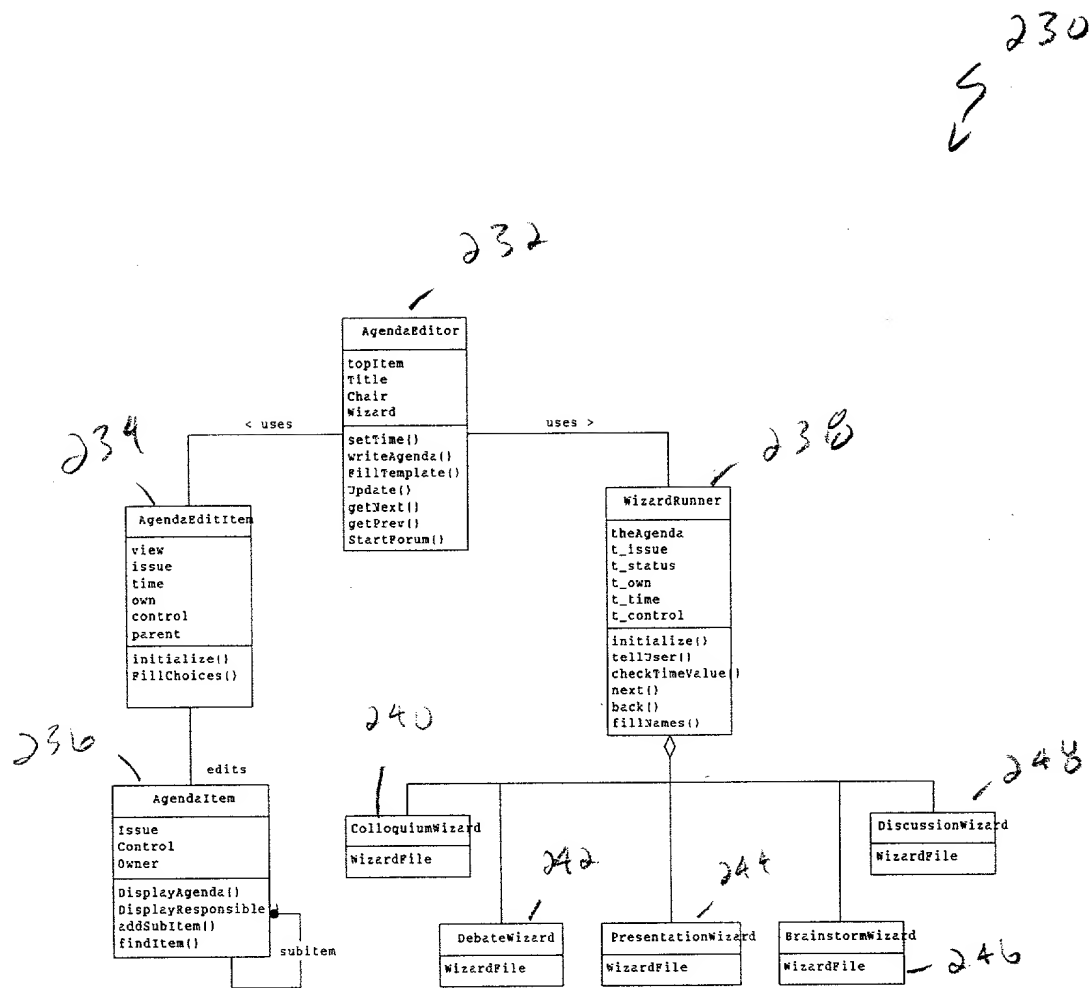 230
232
AgendaEditor
topItem
Title
Chair
Wizard
setTime()
writeAgenda()
FillTemplate()
Update()
getNext()
getPrev()
StartForum()
< uses
uses >
234
AgendaEditItem
view
issue
time
own
control
parent
initialize()
FillChoices()
238
WizardRunner
theAgenda
t_issue
t_status
t_own
t_time
t_control
initialize()
tellUser()
checkTimeValue()
next()
back()
fillNames()
236
edits
AgendaItem
Issue
Control
Owner
DisplayAgenda()
DisplayResponsible
addSubItem()
findItem()
subitem
240
ColloquiumWizard
WizardFile
248
DiscussionWizard
WizardFile
242
DebateWizard
WizardFile
244
PresentationWizard
WizardFile
BrainstormWizard
WizardFile
246